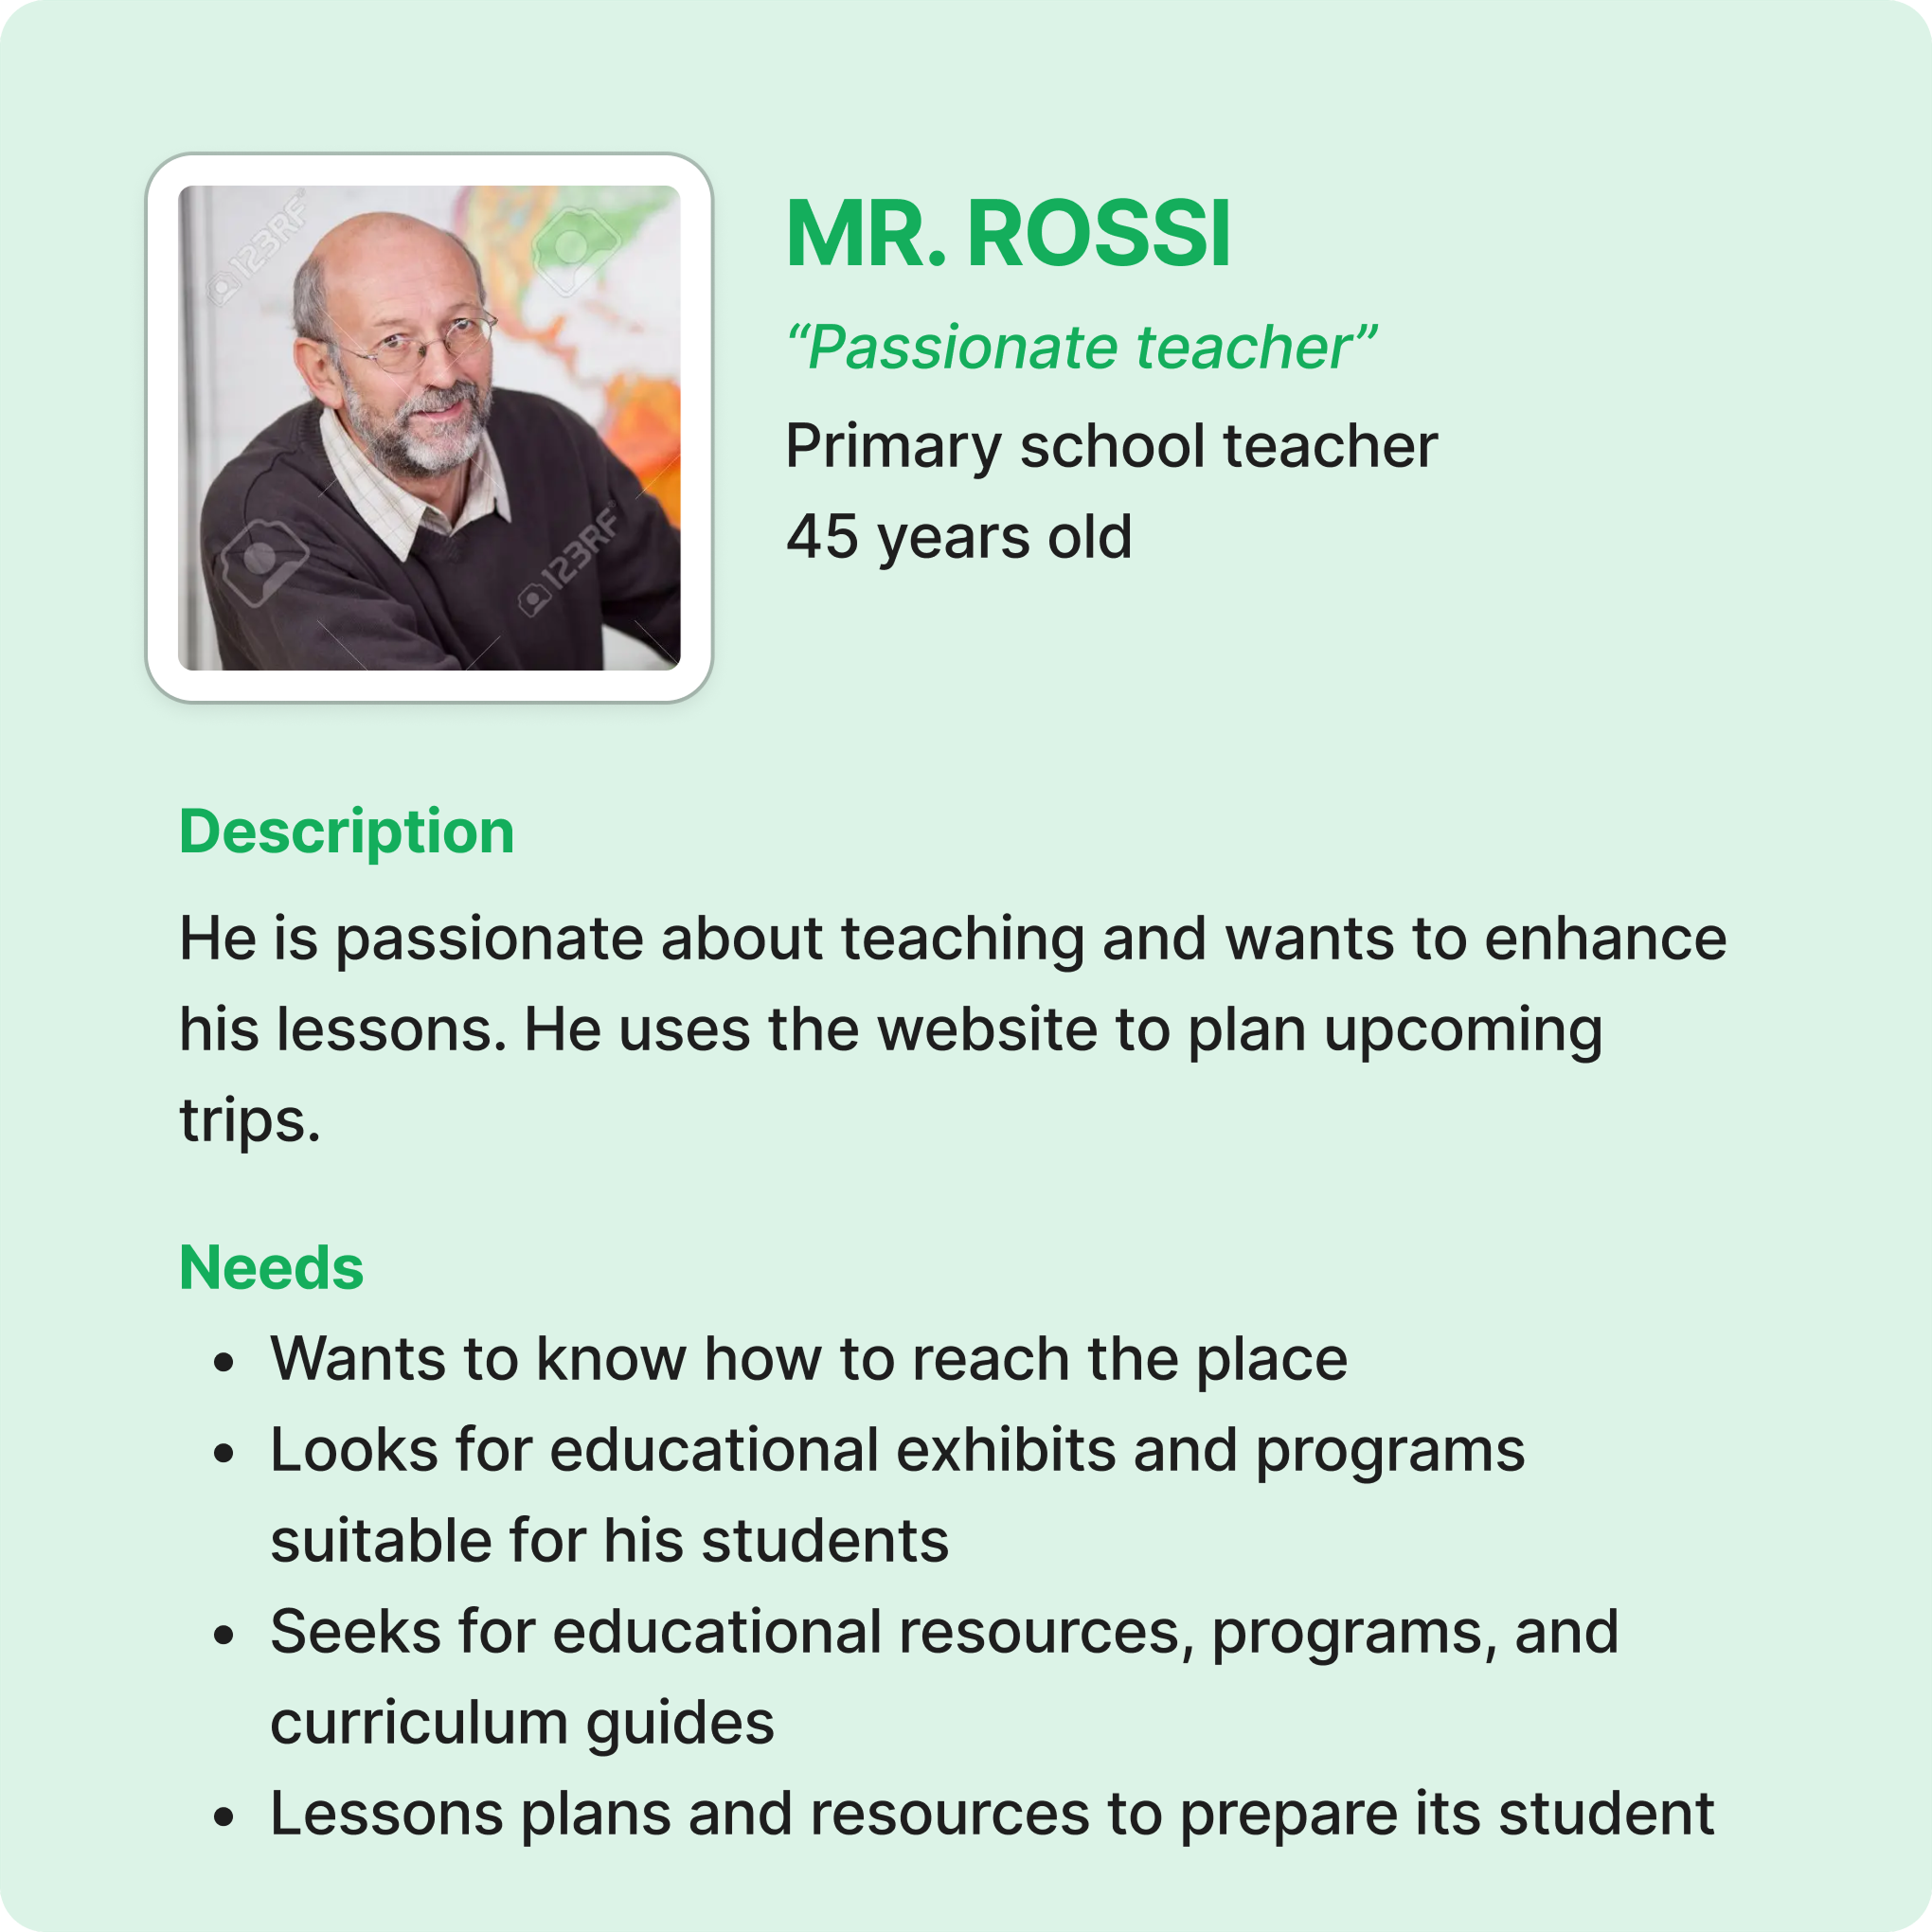 MR. ROSSI
“Passionate teacher”
Primary school teacher
45 years old
123RF
123RF
Description
He is passionate about teaching and wants to enhance
his lessons. He uses the website to plan upcoming
trips.
Needs
• Wants to know how to reach the place
• Looks for educational exhibits and programs
suitable for his students
• Seeks for educational resources, programs, and
curriculum guides
• Lessons plans and resources to prepare its student